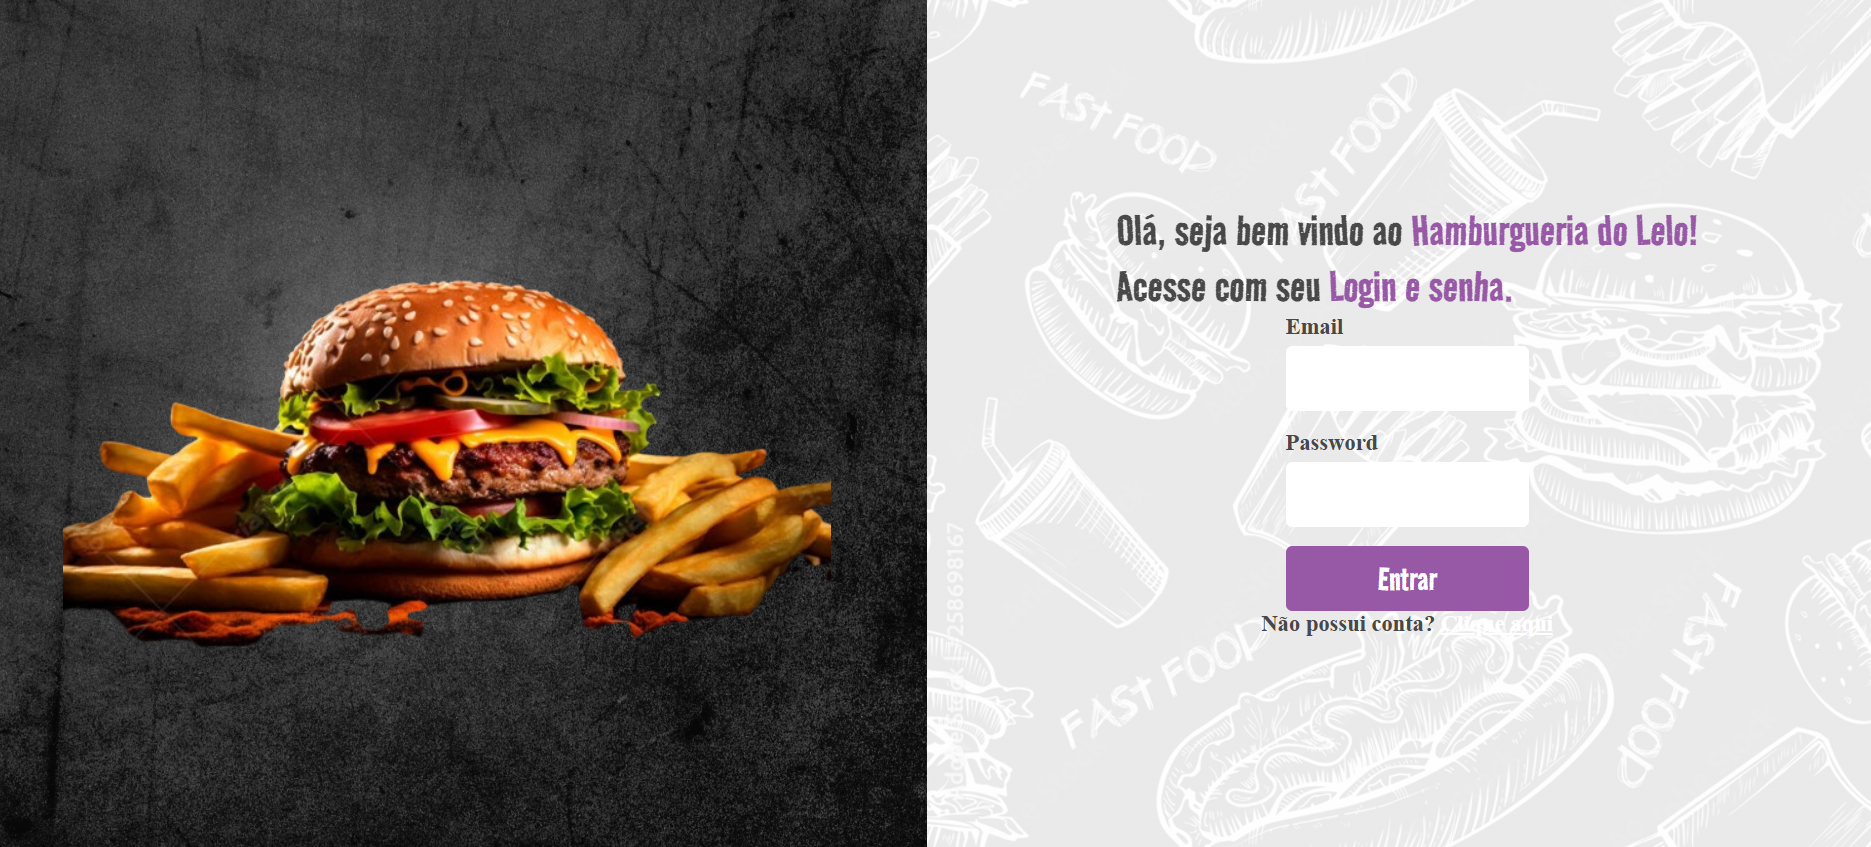 FAST FOOD
FAST FOOD
Olá, seja bem vindo ao Hamburgueria do Lelo!
Acesse com seu Login e senha.
Email
Password
Entrar
Não possui conta? Clique aqui
FAST FOOD
FAST FOOD